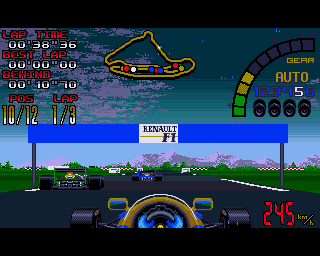 LAP TIME
00'38"36
BEST LAP
00'00"00
BEHIND
00'10"70
POS LAP
10/12 1/3
GEAR
AUTO
123456
RENAULT
F1
245 km/h